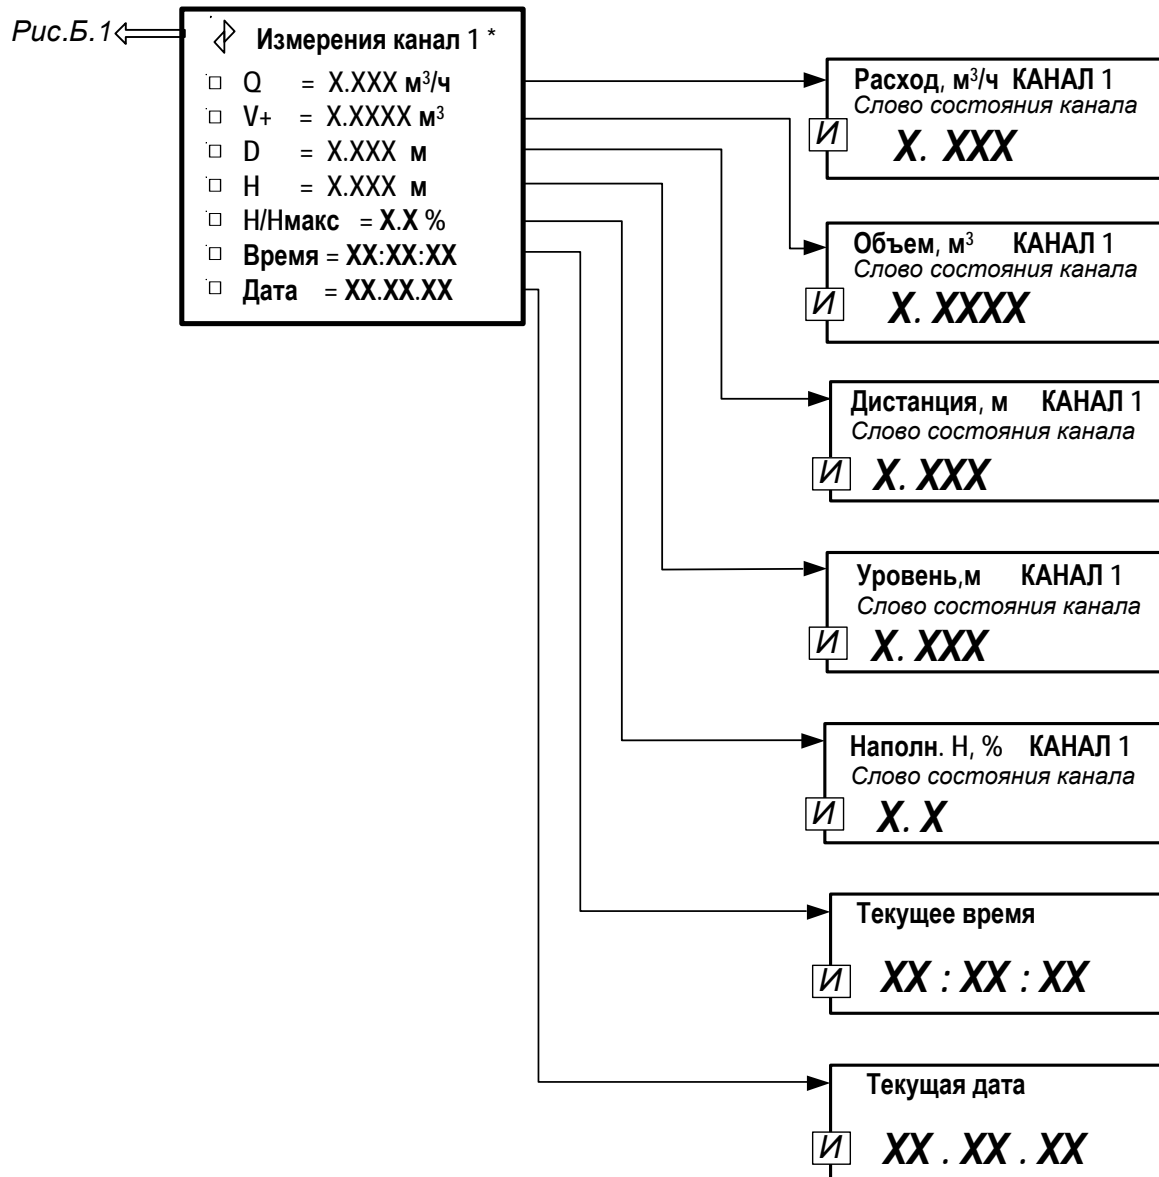 Рис.Б.1
Измерения канал 1 *
Q = X.XXX м³/ч
V+ = X.XXXX м³
D = X.XXX м
H = X.XXX м
H/Hмакс = X.X %
Время = XX:XX:XX
Дата = XX.XX.XX
Расход, м³/ч КАНАЛ 1
Слово состояния канала
И X. XXX
Объем, м³ КАНАЛ 1
Слово состояния канала
И X. XXXX
Дистанция, м КАНАЛ 1
Слово состояния канала
И X. XXX
Уровень,м КАНАЛ 1
Слово состояния канала
И X. XXX
Наполн. H, % КАНАЛ 1
Слово состояния канала
И X. X
Текущее время
И XX : XX : XX
Текущая дата
И XX . XX . XX